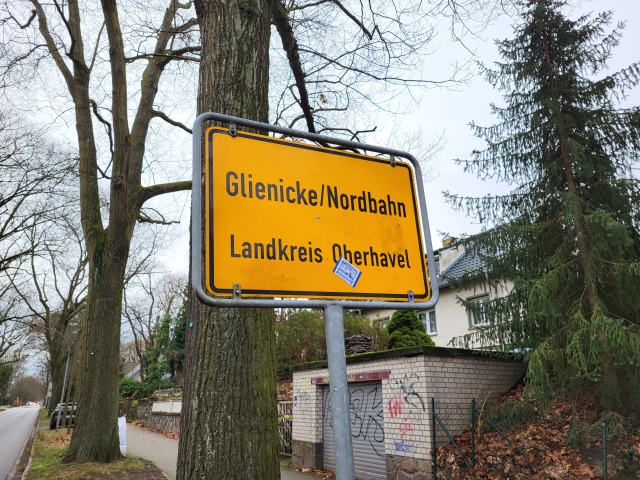 Glienicke/Nordbahn
Landkreis Oberhavel